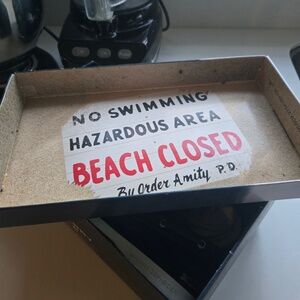 NO SWIMMING
HAZARDOUS AREA
BEACH CLOSED
By Order Amity P.D.